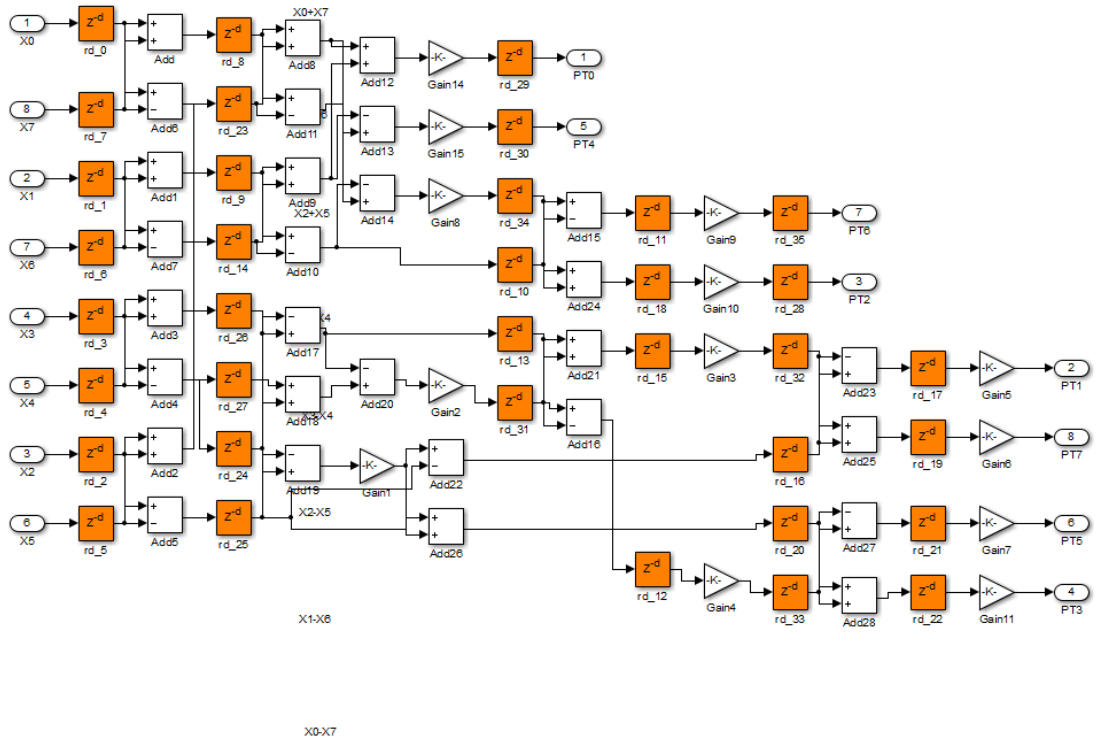 1 Z-d X0+X7
X0 rd_0 + + Add Z-d rd_8 + + Add8 + + Add12 -K- Gain14 Z-d rd_29 1 PT0
8 X7 Z-d rd_7 + − Add6 Z-d rd_23 + − Add11 − + Add13 -K- Gain15 Z-d rd_30 5 PT4
2 X1 Z-d rd_1 + + Add1 Z-d rd_9 + + Add9 − + Add14 -K- Gain8 Z-d rd_34 + − Add15 Z-d rd_11 -K- Gain9 Z-d rd_35 7 PT6
X2+X5
7 X6 Z-d rd_6 + − Add7 Z-d rd_14 + − Add10 Z-d rd_10 + + Add24 Z-d rd_18 -K- Gain10 Z-d rd_28 3 PT2
4 X3 Z-d rd_3 + + Add3 Z-d rd_26 − + Add17 Z-d rd_13 + + Add21 Z-d rd_15 -K- Gain3 Z-d rd_32 − + Add23 Z-d rd_17 -K- Gain5 2 PT1
5 X4 Z-d rd_4 + − Add4 Z-d rd_27 + + Add18 − + Add20 -K- Gain2 Z-d rd_31 + − Add16
X3-X4
3 X2 Z-d rd_2 + + Add2 Z-d rd_24 − + Add19 -K- Gain1 + − Add22 Z-d rd_16 + + Add25 Z-d rd_19 -K- Gain6 8 PT7
6 X5 Z-d rd_5 + − Add5 Z-d rd_25 X2-X5 + + Add26 Z-d rd_20 − + Add27 Z-d rd_21 -K- Gain7 6 PT5
Z-d rd_12 -K- Gain4 Z-d rd_33 + + Add28 Z-d rd_22 -K- Gain11 4 PT3
X1-X6
X0-X7